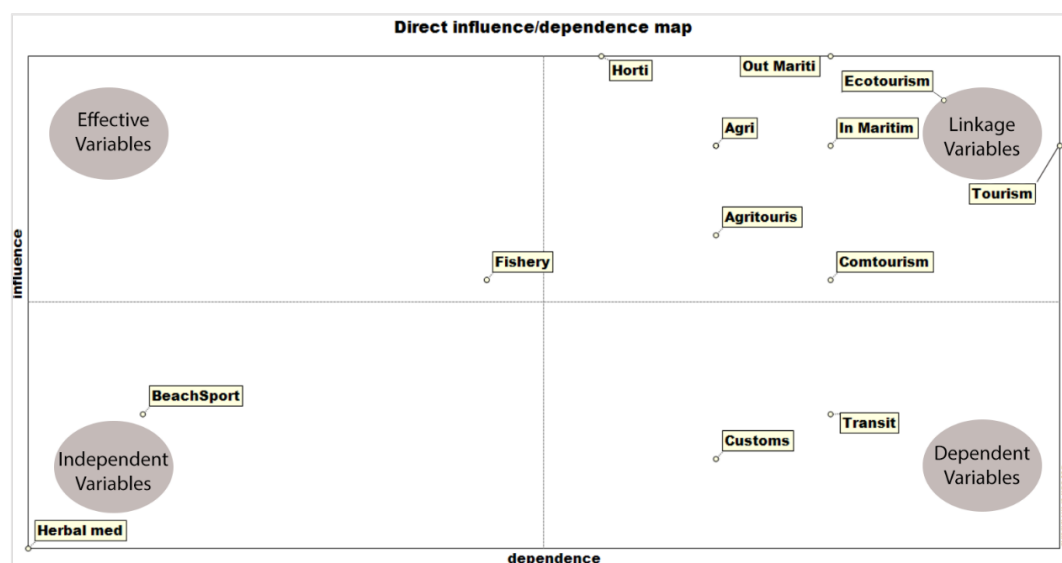 Direct influence/dependence map
Horti
Out Mariti
Ecotourism
Effective
Variables
Agri
In Maritim
Linkage
Variables
Tourism
Agritouris
Fishery
Comtourism
influence
BeachSport
Transit
Customs
Independent
Variables
Dependent
Variables
Herbal med
dependence